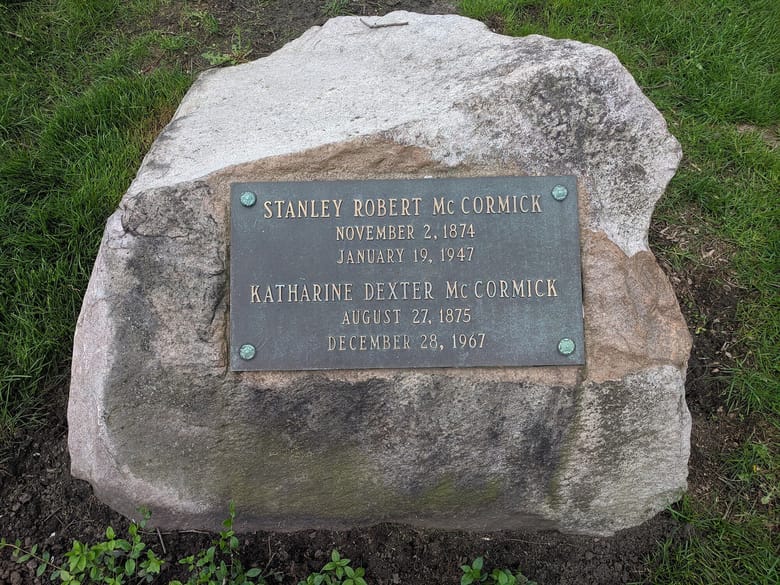 STANLEY ROBERT McCORMICK
NOVEMBER 2, 1874
JANUARY 19, 1947
KATHARINE DEXTER McCORMICK
AUGUST 27, 1875
DECEMBER 28, 1967